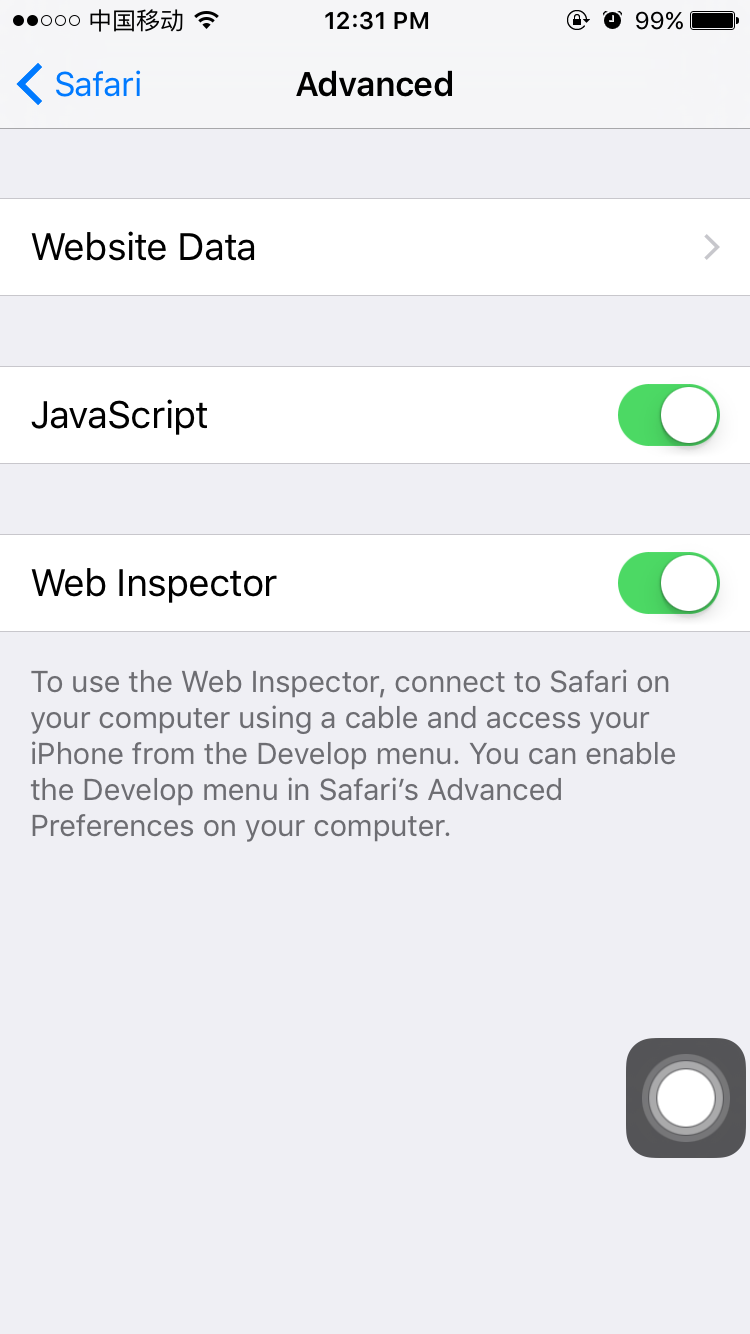 中国移动 12:31 PM 99%
Safari Advanced
Website Data
JavaScript
Web Inspector
To use the Web Inspector, connect to Safari on
your computer using a cable and access your
iPhone from the Develop menu. You can enable
the Develop menu in Safari’s Advanced
Preferences on your computer.